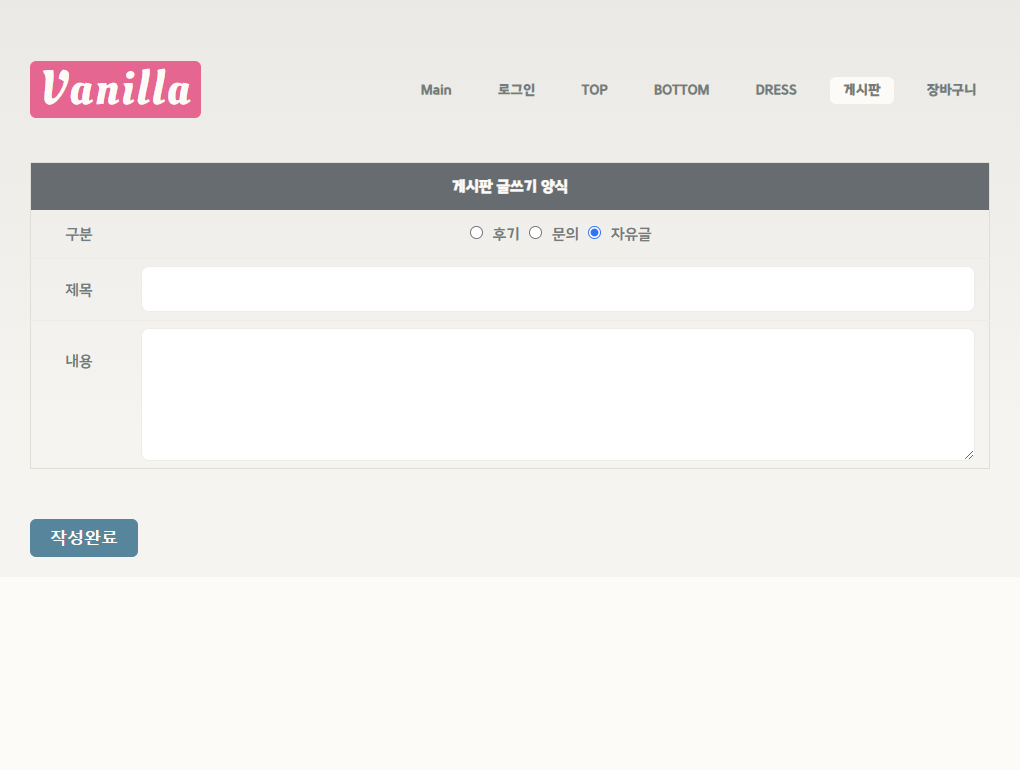 Vanilla
Main 로그인 TOP BOTTOM DRESS 게시판 장바구니
게시판 글쓰기 양식
구분 후기 문의 자유글
제목
내용
작성완료